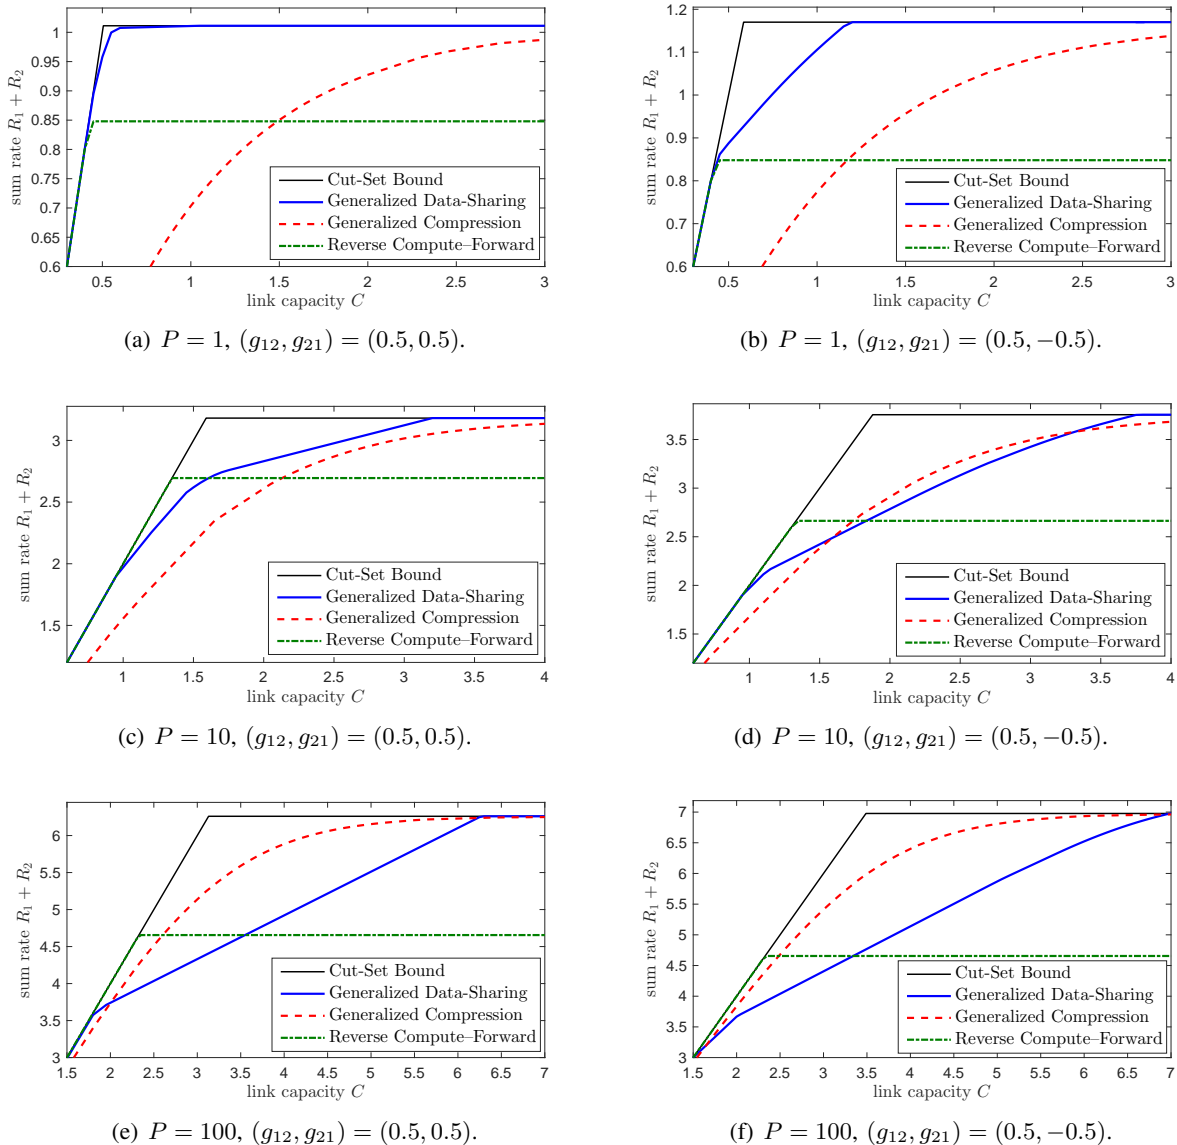 1
0.95
0.9
0.85
0.8
0.75
0.7
0.65
0.6
0.5
1
1.5
2
2.5
3
sum rate R₁ + R₂
link capacity C
Cut-Set Bound
Generalized Data-Sharing
Generalized Compression
Reverse Compute–Forward
(a) P = 1, (g₁₂, g₂₁) = (0.5, 0.5).
1.2
1.1
1
0.9
0.8
0.7
0.6
0.5
1
1.5
2
2.5
3
sum rate R₁ + R₂
link capacity C
Cut-Set Bound
Generalized Data-Sharing
Generalized Compression
Reverse Compute–Forward
(b) P = 1, (g₁₂, g₂₁) = (0.5, −0.5).
3
2.5
2
1.5
1
1.5
2
2.5
3
3.5
4
sum rate R₁ + R₂
link capacity C
Cut-Set Bound
Generalized Data-Sharing
Generalized Compression
Reverse Compute–Forward
(c) P = 10, (g₁₂, g₂₁) = (0.5, 0.5).
3.5
3
2.5
2
1.5
1
1.5
2
2.5
3
3.5
4
sum rate R₁ + R₂
link capacity C
Cut-Set Bound
Generalized Data-Sharing
Generalized Compression
Reverse Compute–Forward
(d) P = 10, (g₁₂, g₂₁) = (0.5, −0.5).
6
5.5
5
4.5
4
3.5
3
1.5
2
2.5
3
3.5
4
4.5
5
5.5
6
6.5
7
sum rate R₁ + R₂
link capacity C
Cut-Set Bound
Generalized Data-Sharing
Generalized Compression
Reverse Compute–Forward
(e) P = 100, (g₁₂, g₂₁) = (0.5, 0.5).
7
6.5
6
5.5
5
4.5
4
3.5
3
1.5
2
2.5
3
3.5
4
4.5
5
5.5
6
6.5
7
sum rate R₁ + R₂
link capacity C
Cut-Set Bound
Generalized Data-Sharing
Generalized Compression
Reverse Compute–Forward
(f) P = 100, (g₁₂, g₂₁) = (0.5, −0.5).